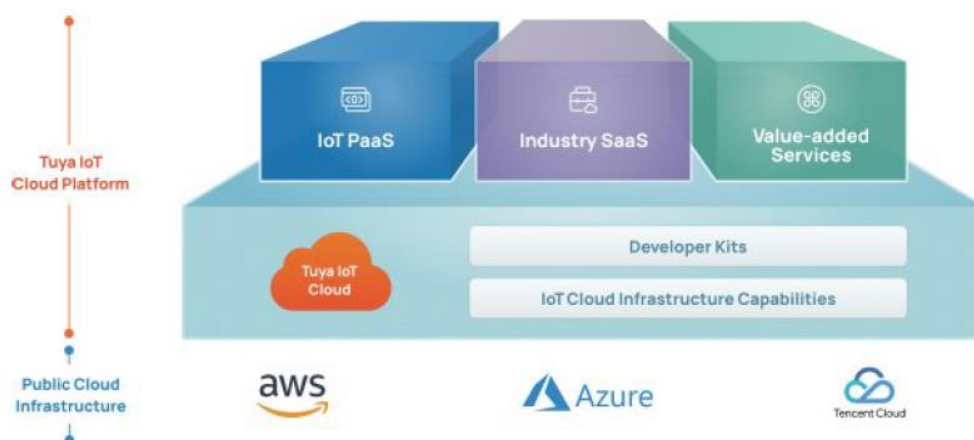 IoT PaaS
Industry SaaS
Value-added
Services
Tuya IoT
Cloud Platform
Developer Kits
Tuya IoT
Cloud
IoT Cloud Infrastructure Capabilities
Public Cloud
Infrastructure
aws
Azure
Tencent Cloud